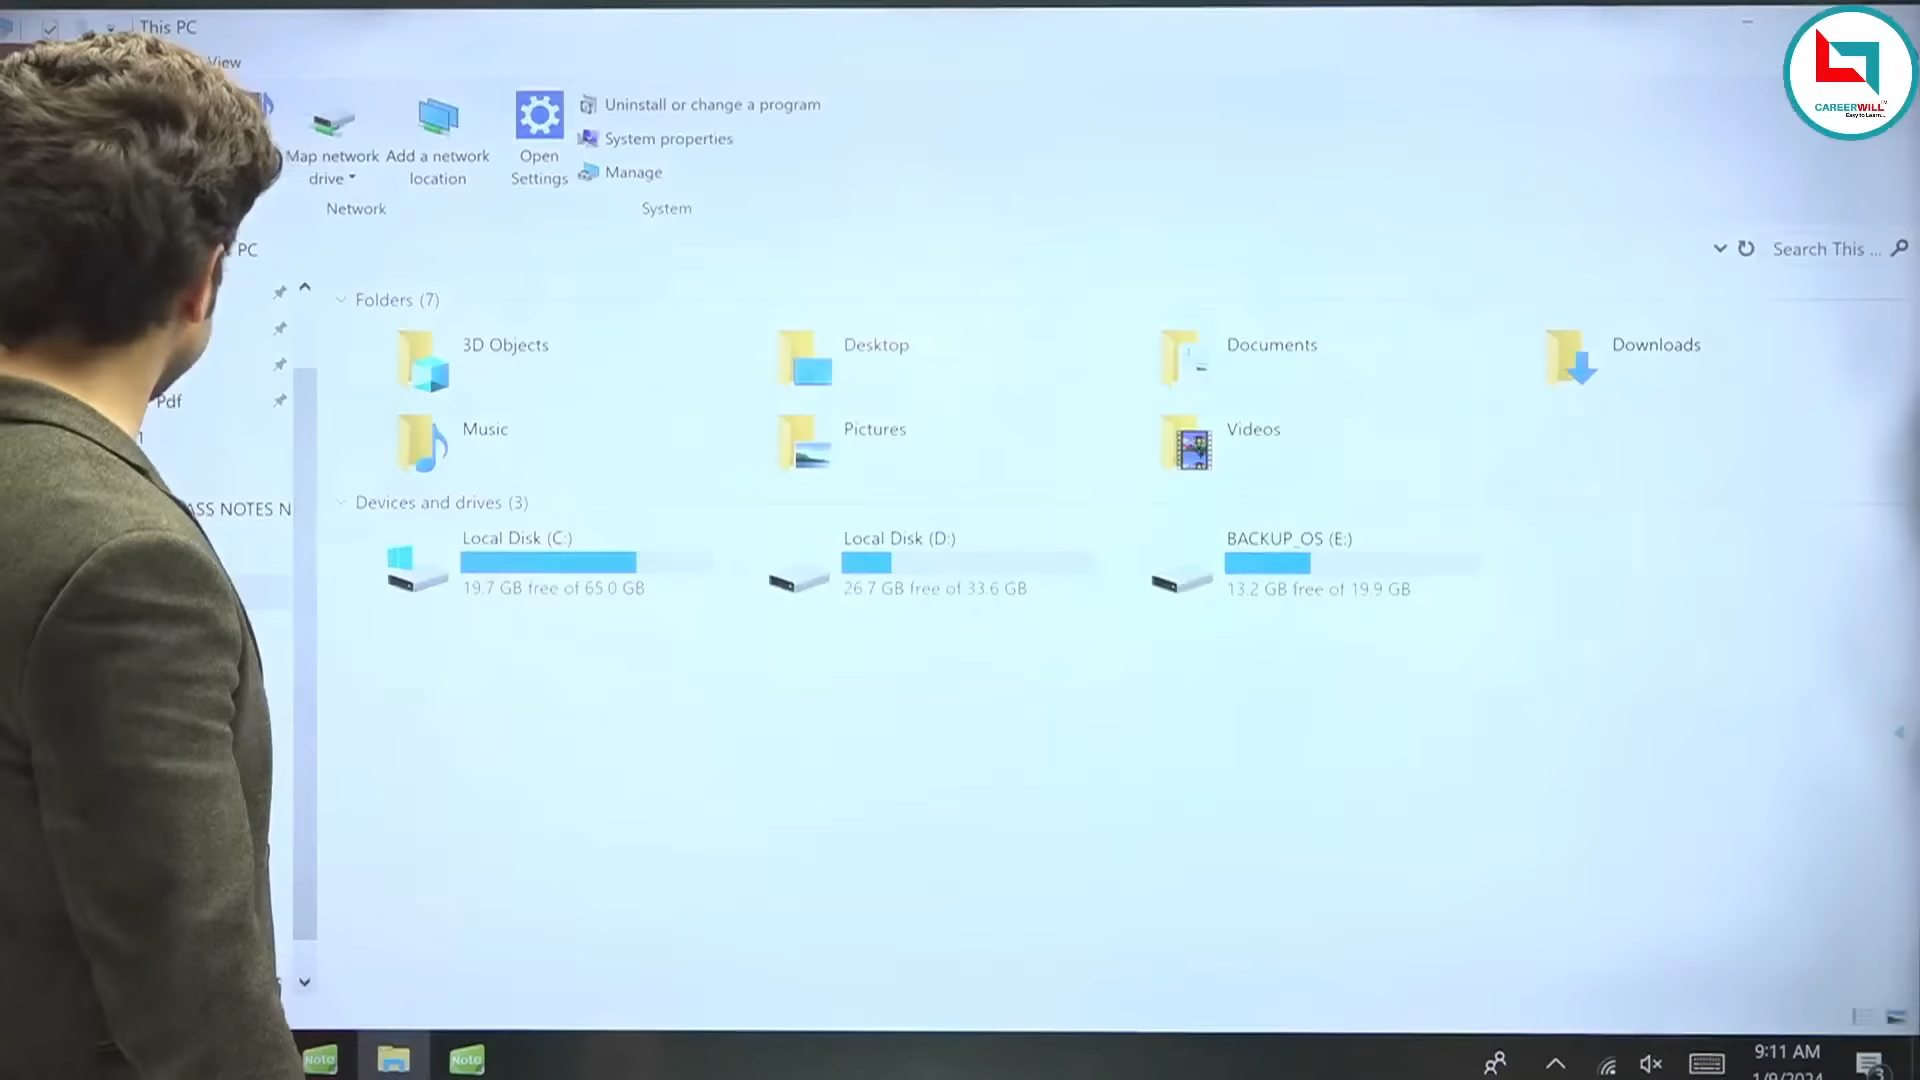 This PC
View
Map network
drive
Add a network
location
Network
Open
Settings
Uninstall or change a program
System properties
Manage
System
PC
Search This ...
Pdf
ASS NOTES N
Folders (7)
3D Objects
Desktop
Documents
Downloads
Music
Pictures
Videos
Devices and drives (3)
Local Disk (C:)
19.7 GB free of 65.0 GB
Local Disk (D:)
26.7 GB free of 33.6 GB
BACKUP_OS (E:)
13.2 GB free of 19.9 GB
Note
Note
9:11 AM
1/9/2024
3
CAREERWILL
Easy to Learn...